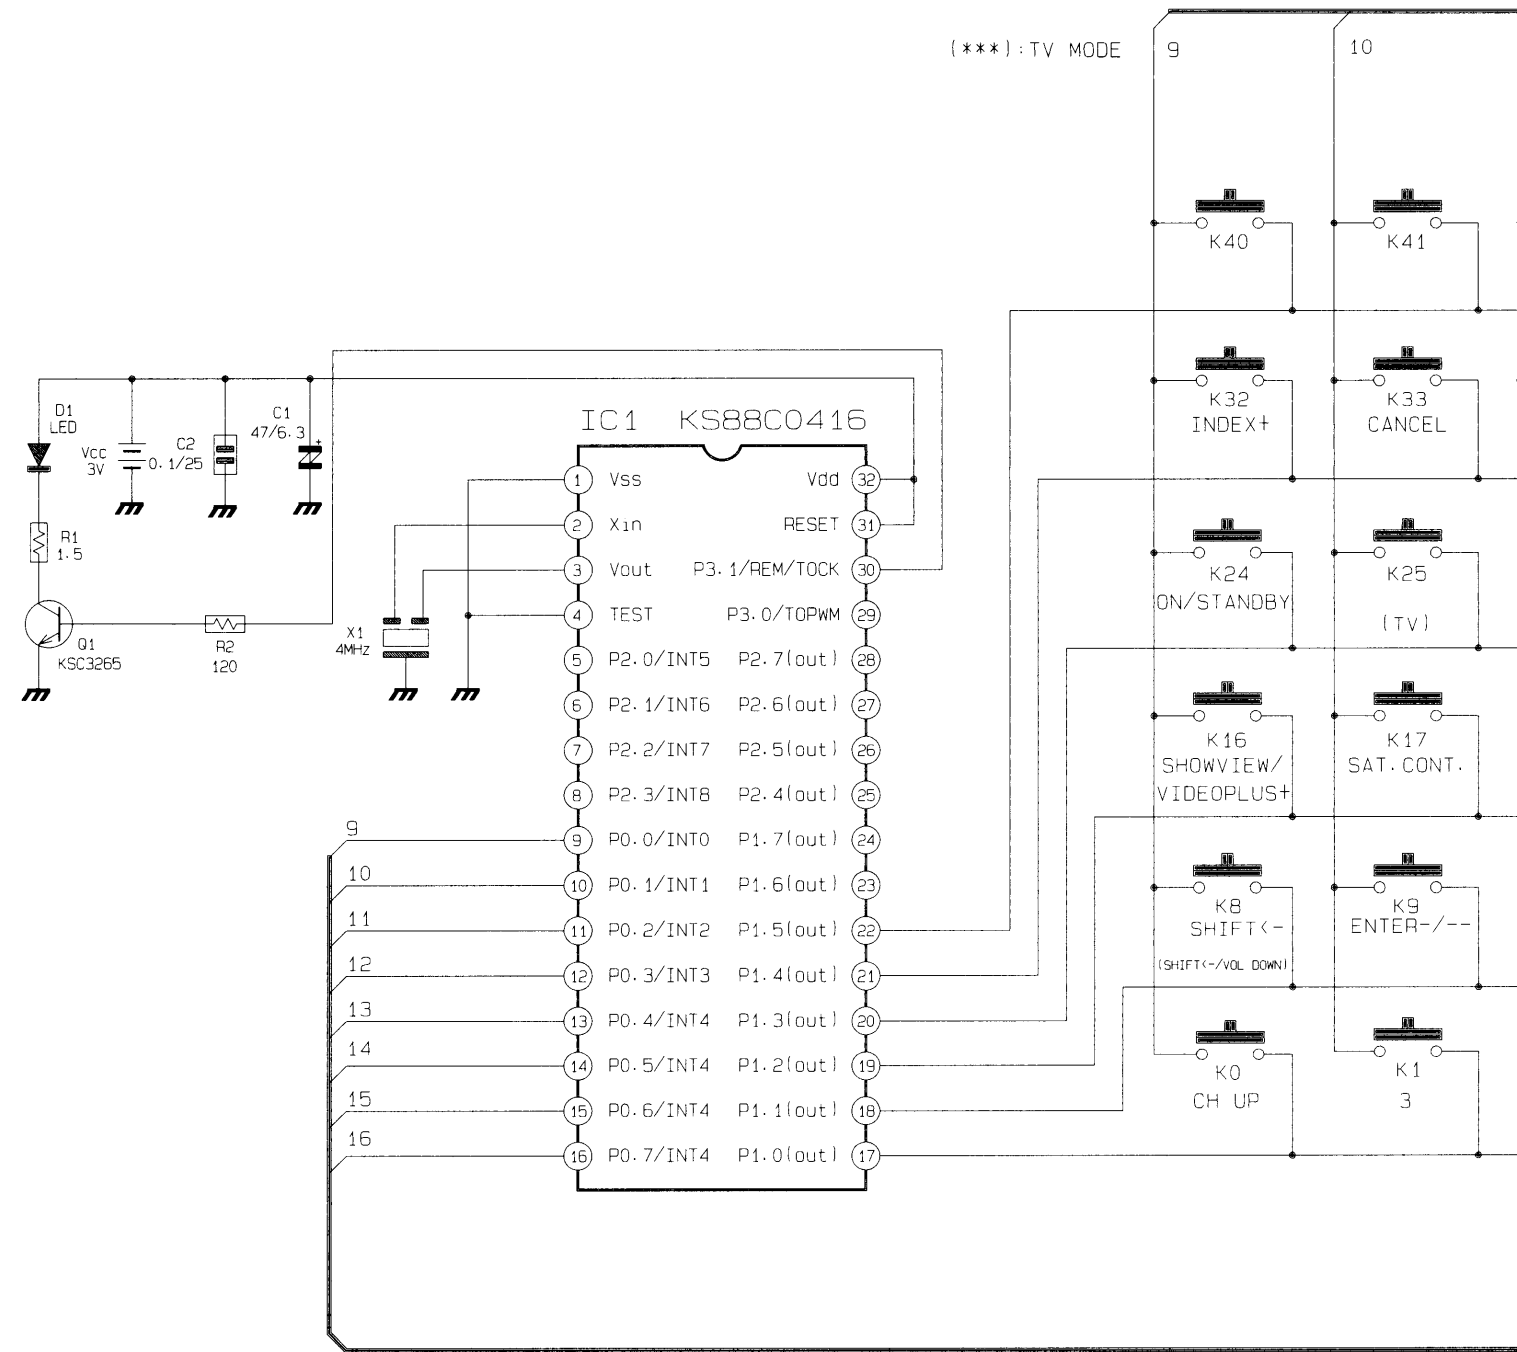 (***):TV MODE
9
10
K40
K41
K32
INDEX+
K33
CANCEL
K24
ON/STANDBY
K25
(TV)
K16
SHOWVIEW/
VIDEOPLUS+
K17
SAT.CONT.
K8
SHIFT<-
(SHIFT<-/VOL DOWN)
K9
ENTER-/--
K0
CH UP
K1
3
D1
LED
Vcc
3V
C2
0.1/25
C1
47/6.3
+
R1
1.5
Q1
KSC3265
R2
120
X1
4MHz
IC1 KS88C0416
1 Vss Vdd 32
2 Xin RESET 31
3 Vout P3.1/REM/TOCK 30
4 TEST P3.0/TOPWM 29
5 P2.0/INT5 P2.7(out) 28
6 P2.1/INT6 P2.6(out) 27
7 P2.2/INT7 P2.5(out) 26
8 P2.3/INT8 P2.4(out) 25
9 9 P0.0/INT0 P1.7(out) 24
10 10 P0.1/INT1 P1.6(out) 23
11 11 P0.2/INT2 P1.5(out) 22
12 12 P0.3/INT3 P1.4(out) 21
13 13 P0.4/INT4 P1.3(out) 20
14 14 P0.5/INT4 P1.2(out) 19
15 15 P0.6/INT4 P1.1(out) 18
16 16 P0.7/INT4 P1.0(out) 17